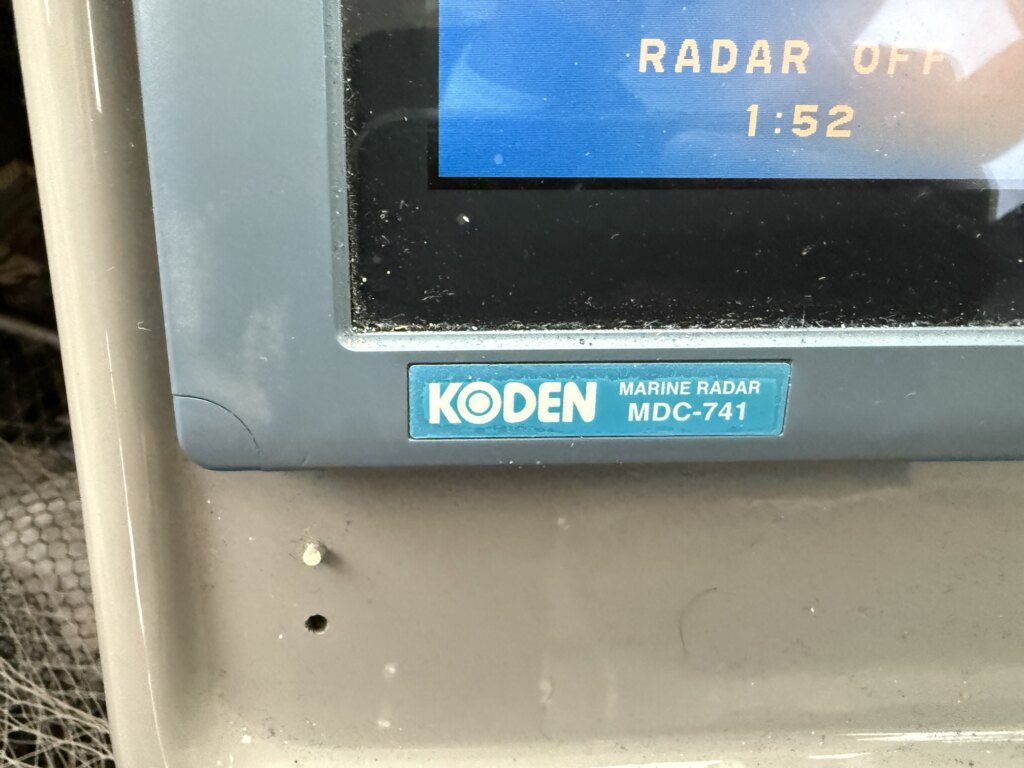 RADAR OFF
1:52
KODEN
MARINE RADAR
MDC-741